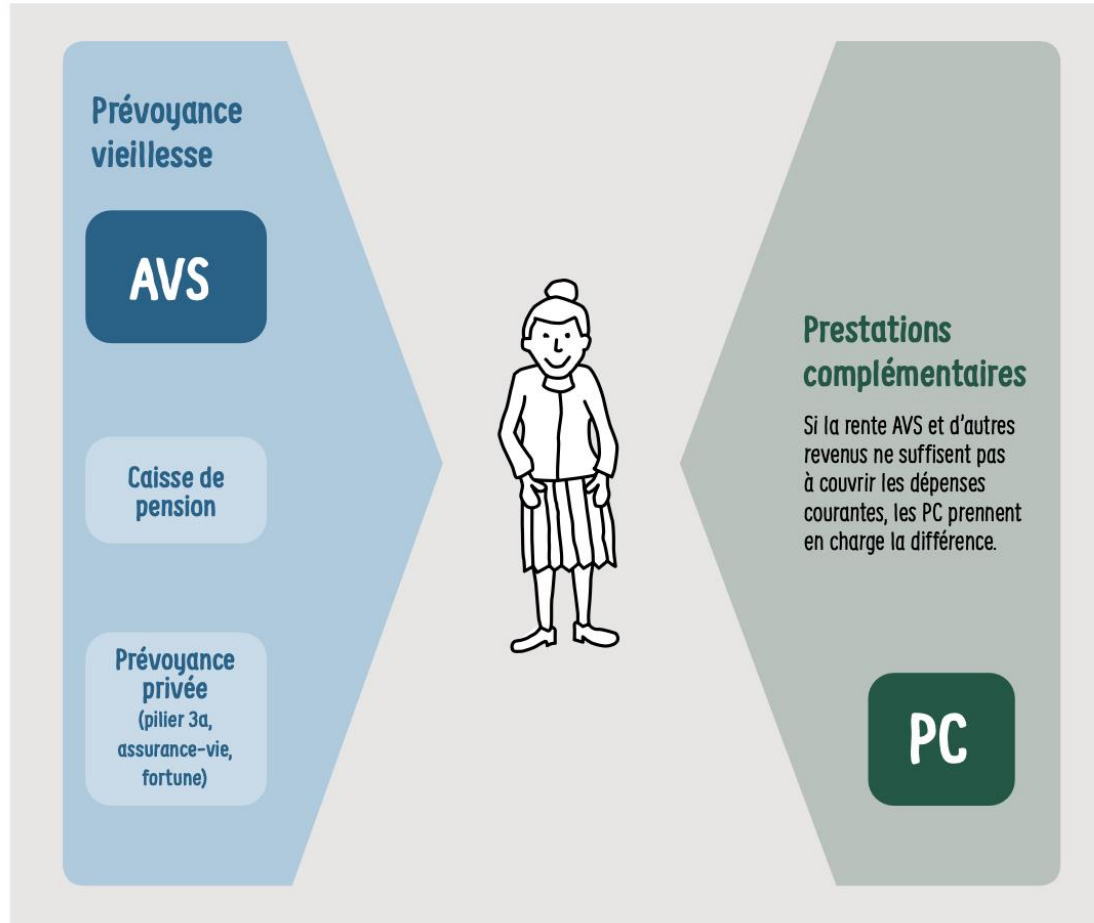 Prévoyance
vieillesse
AVS
Caisse de
pension
Prévoyance
privée
(pilier 3a,
assurance-vie,
fortune)
Prestations
complémentaires
Si la rente AVS et d'autres
revenus ne suffisent pas
à couvrir les dépenses
courantes, les PC prennent
en charge la différence.
PC